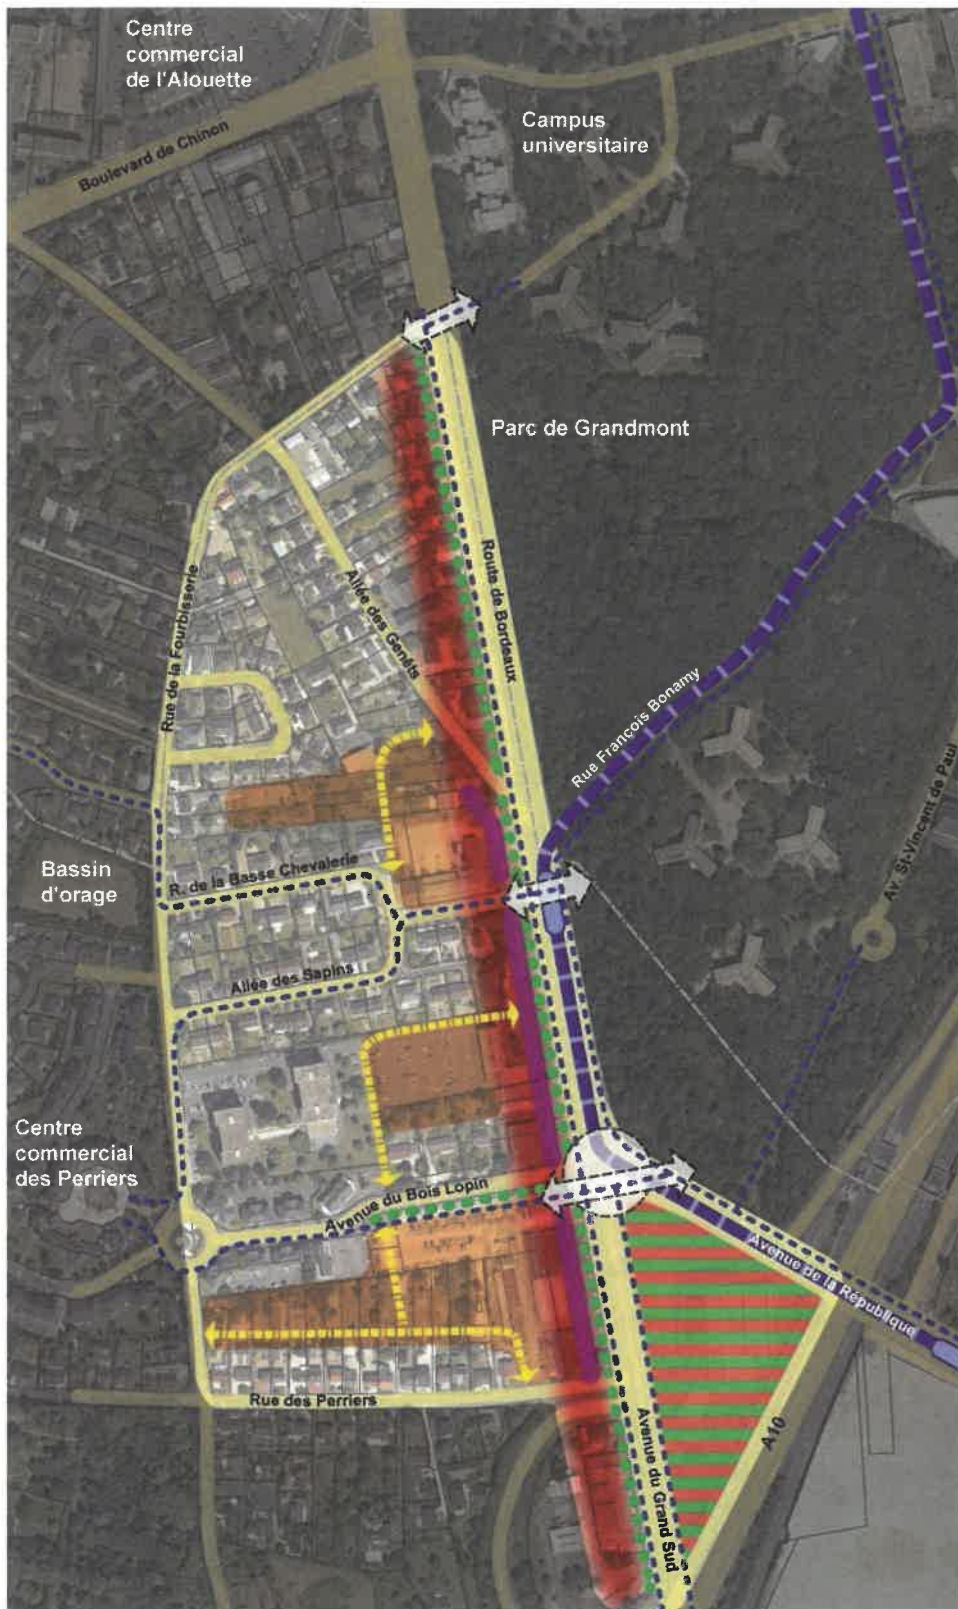 Centre
commercial
de l'Alouette
Boulevard de Chinon
Campus
universitaire
Parc de Grandmont
Route de Bordeaux
Allée des Genêts
Rue de la Fourbisserie
Rue François Bonamy
Av. St-Vincent de Paul
R. de la Basse Chevalerie
Bassin
d'orage
Allée des Sapins
Centre
commercial
des Perriers
Avenue du Bois Lopin
Avenue de la République
Rue des Perriers
Avenue du Grand Sud
A10